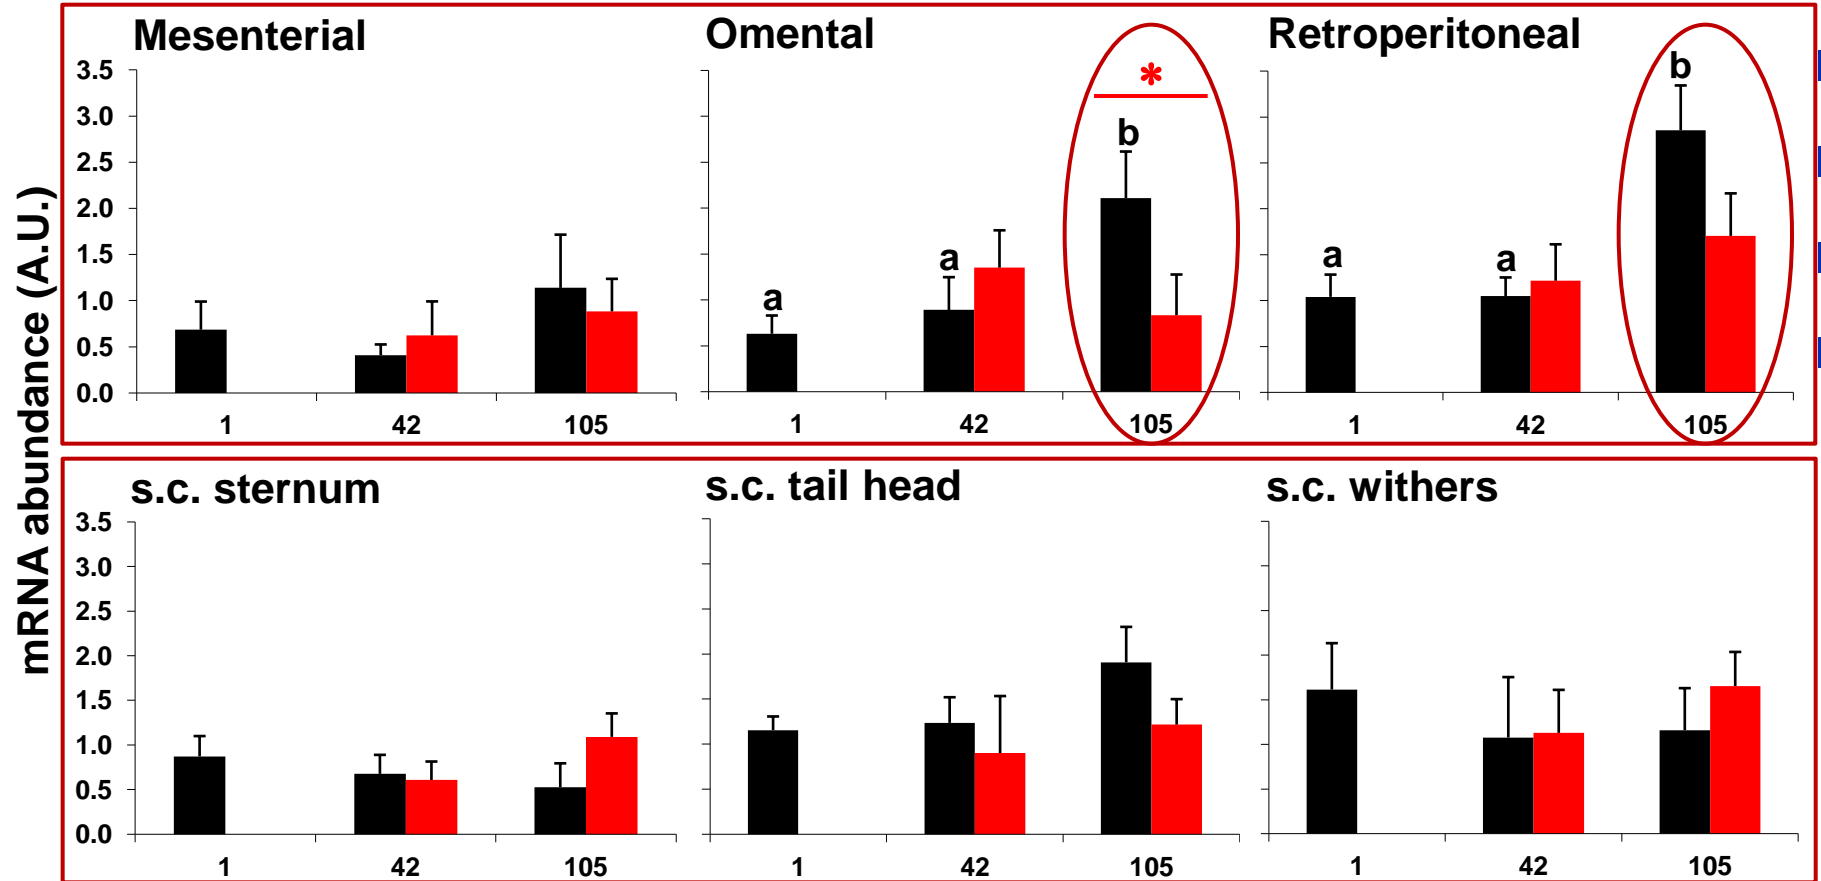 mRNA abundance (A.U.)
Mesenterial
3.5
3.0
2.5
2.0
1.5
1.0
0.5
0.0
1 42 105
Omental
*
a
a
b
1 42 105
Retroperitoneal
a
a
b
1 42 105
s.c. sternum
3.5
3.0
2.5
2.0
1.5
1.0
0.5
0.0
1 42 105
s.c. tail head
1 42 105
s.c. withers
1 42 105